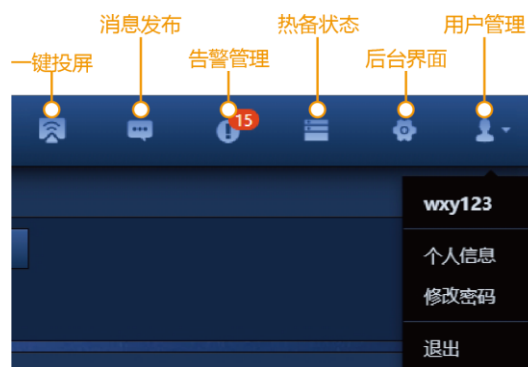 消息发布 热备状态 用户管理
一键投屏 告警管理 后台界面
15
wxy123
个人信息
修改密码
退出